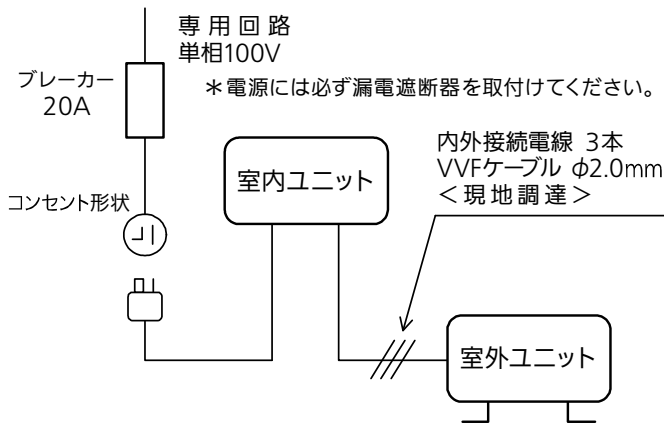 専用回路
単相100V
ブレーカー
20A
＊電源には必ず漏電遮断器を取付けてください。
内外接続電線 3本
VVFケーブル φ2.0mm
＜現地調達＞
室内ユニット
コンセント形状
室外ユニット